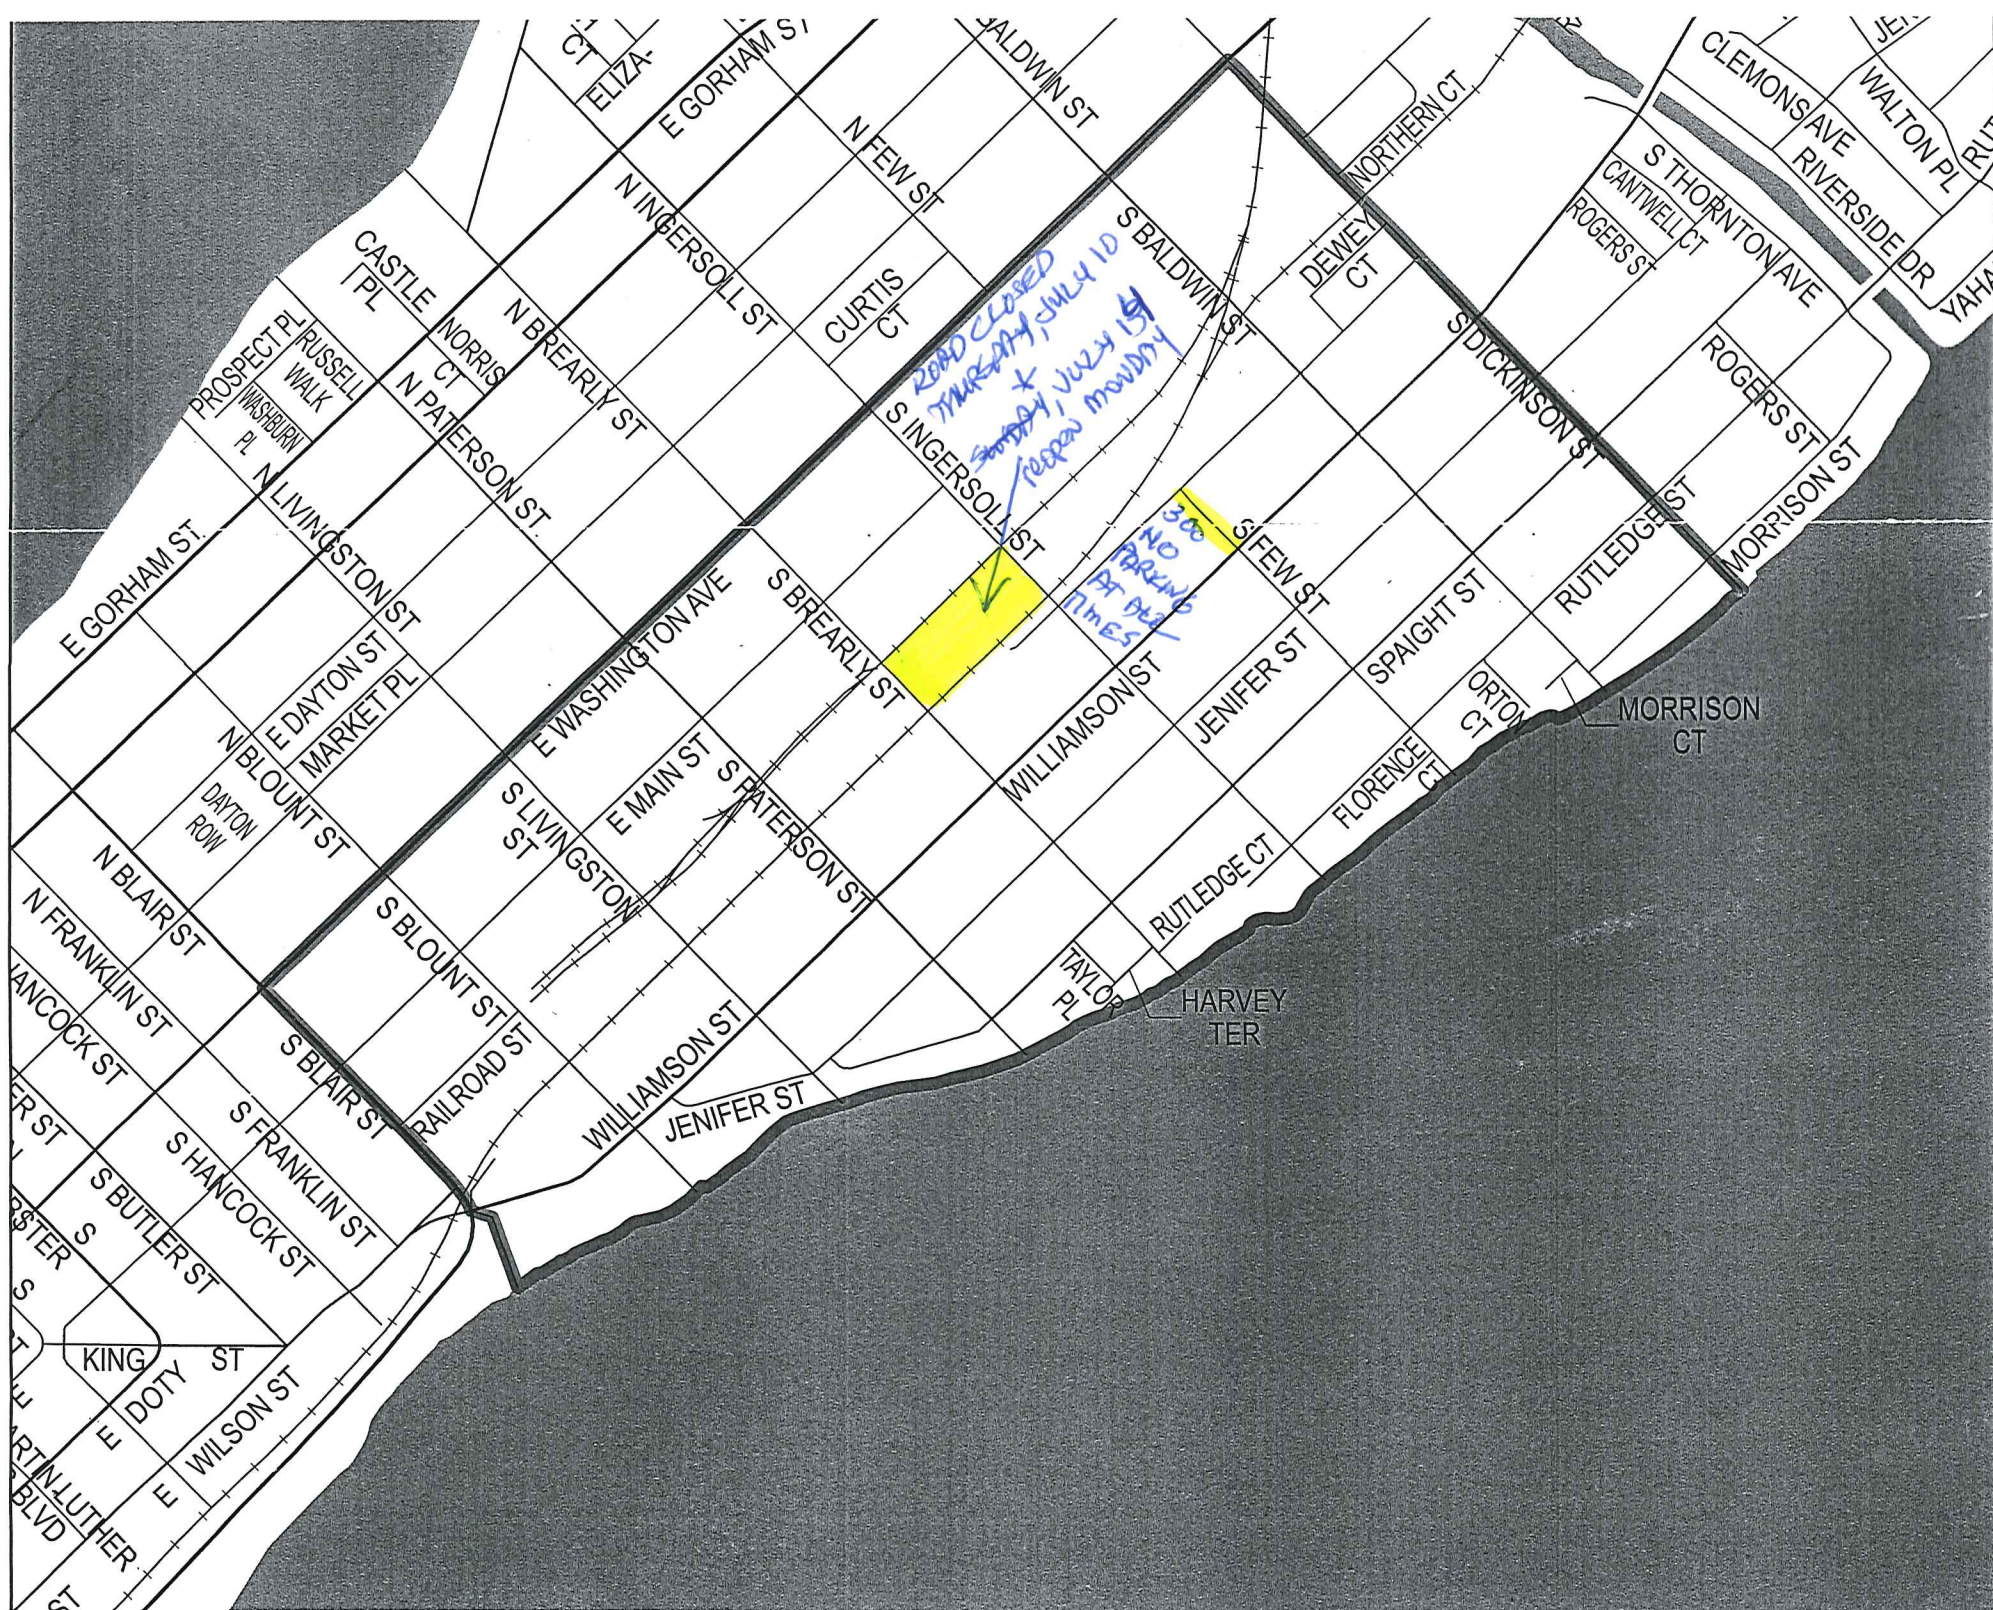 CT
ELIZA-
E GORHAM ST
BALDWIN ST
N FEW ST
N INGERSOLL ST
CURTIS
CT
NORTHERN CT
DEWEY
CT
CLEMONS AVE
WALTON PL
RIVERSIDE DR
S THORNTON AVE
CANTWELL CT
ROGERS ST
CASTLE
PL
NORRIS
CT
N BREARLY ST
PROSPECT PL
RUSSELL
WALK
WASHBURN
PL
N PATERSON ST
N LIVINGSTON ST
E GORHAM ST
ROAD CLOSED
THURSDAY, JULY 10
S BALDWIN ST
reopen MONDAY
S INGERSOLL ST
S DICKINSON ST
ROGERS ST
MORRISON ST
RUTLEDGE ST
300
NO
PARKING
AT ALL
TIMES
S FEW ST
SPAIGHT ST
JENIFER ST
WILLIAMSON ST
ORTON
CT
MORRISON
CT
FLORENCE
CT
RUTLEDGE CT
TAYLOR
PL
HARVEY
TER
E WASHINGTON AVE
S BREARLY ST
E DAYTON ST
MARKET PL
N BLOUNT ST
DAYTON
ROW
E MAIN ST
S PATERSON ST
S LIVINGSTON
ST
N BLAIR ST
N FRANKLIN ST
S BLOUNT ST
RAILROAD ST
S BLAIR ST
WILLIAMSON ST
JENIFER ST
HANCOCK ST
S FRANKLIN ST
S HANCOCK ST
S BUTLER ST
KING ST
E DOTY
E WILSON ST